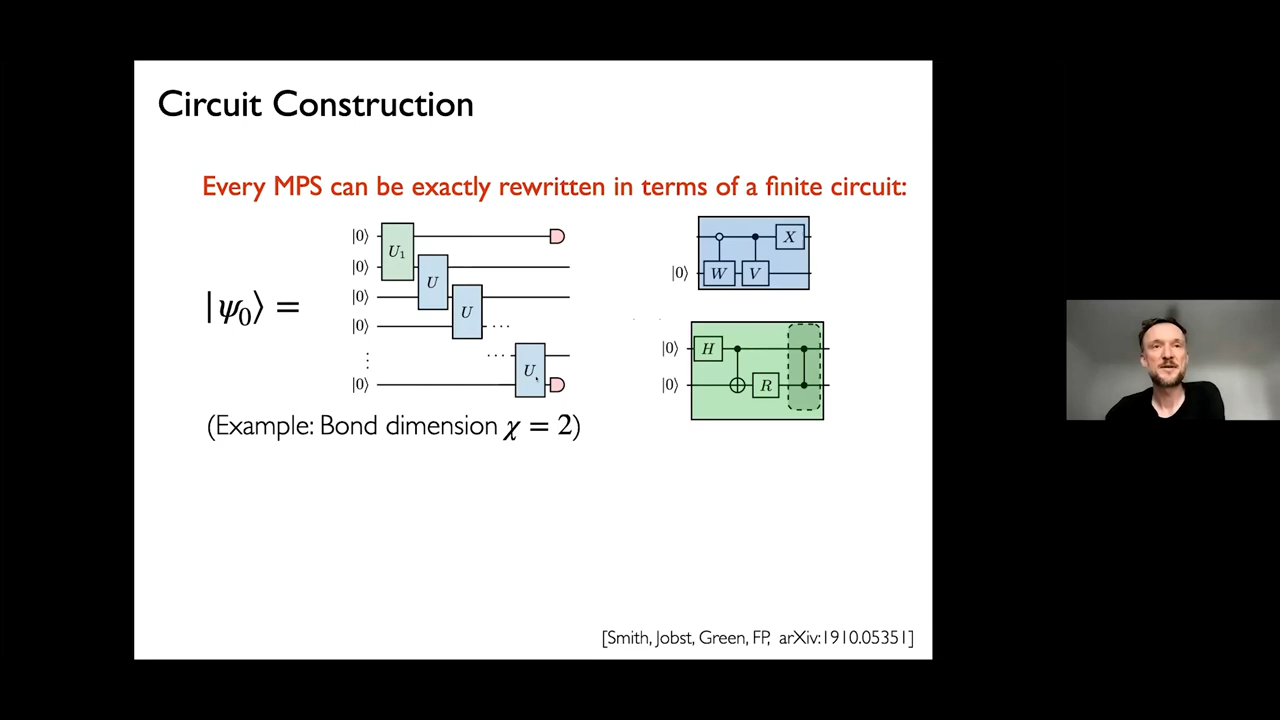 Circuit Construction
Every MPS can be exactly rewritten in terms of a finite circuit:
|ψ₀⟩ =
|0⟩
|0⟩
|0⟩
|0⟩
⋮
|0⟩
U₁
U
U
...
...
U
|0⟩
W
V
X
|0⟩
|0⟩
H
R
(Example: Bond dimension χ = 2)
[Smith, Jobst, Green, FP, arXiv:1910.05351]